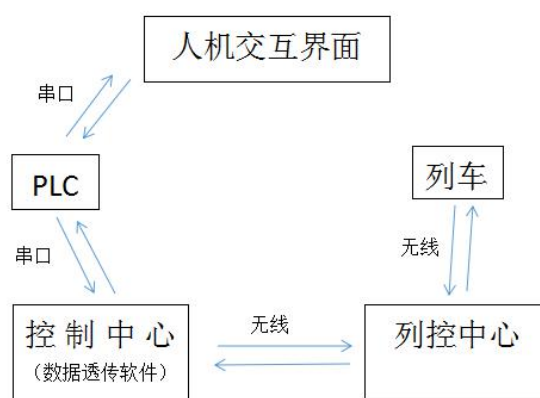 人机交互界面
串口
PLC
列车
串口
无线
控制中心
(数据透传软件)
无线
列控中心